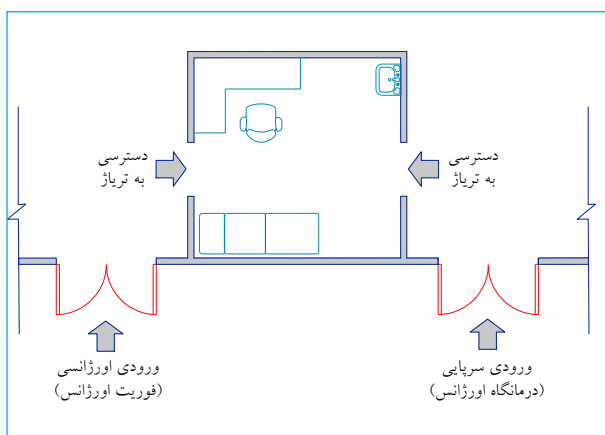 دسترسی
به تریاژ
دسترسی
به تریاژ
ورودی سرپایی
(درمانگاه اورژانس)
ورودی اورژانسی
(فوریت اورژانس)